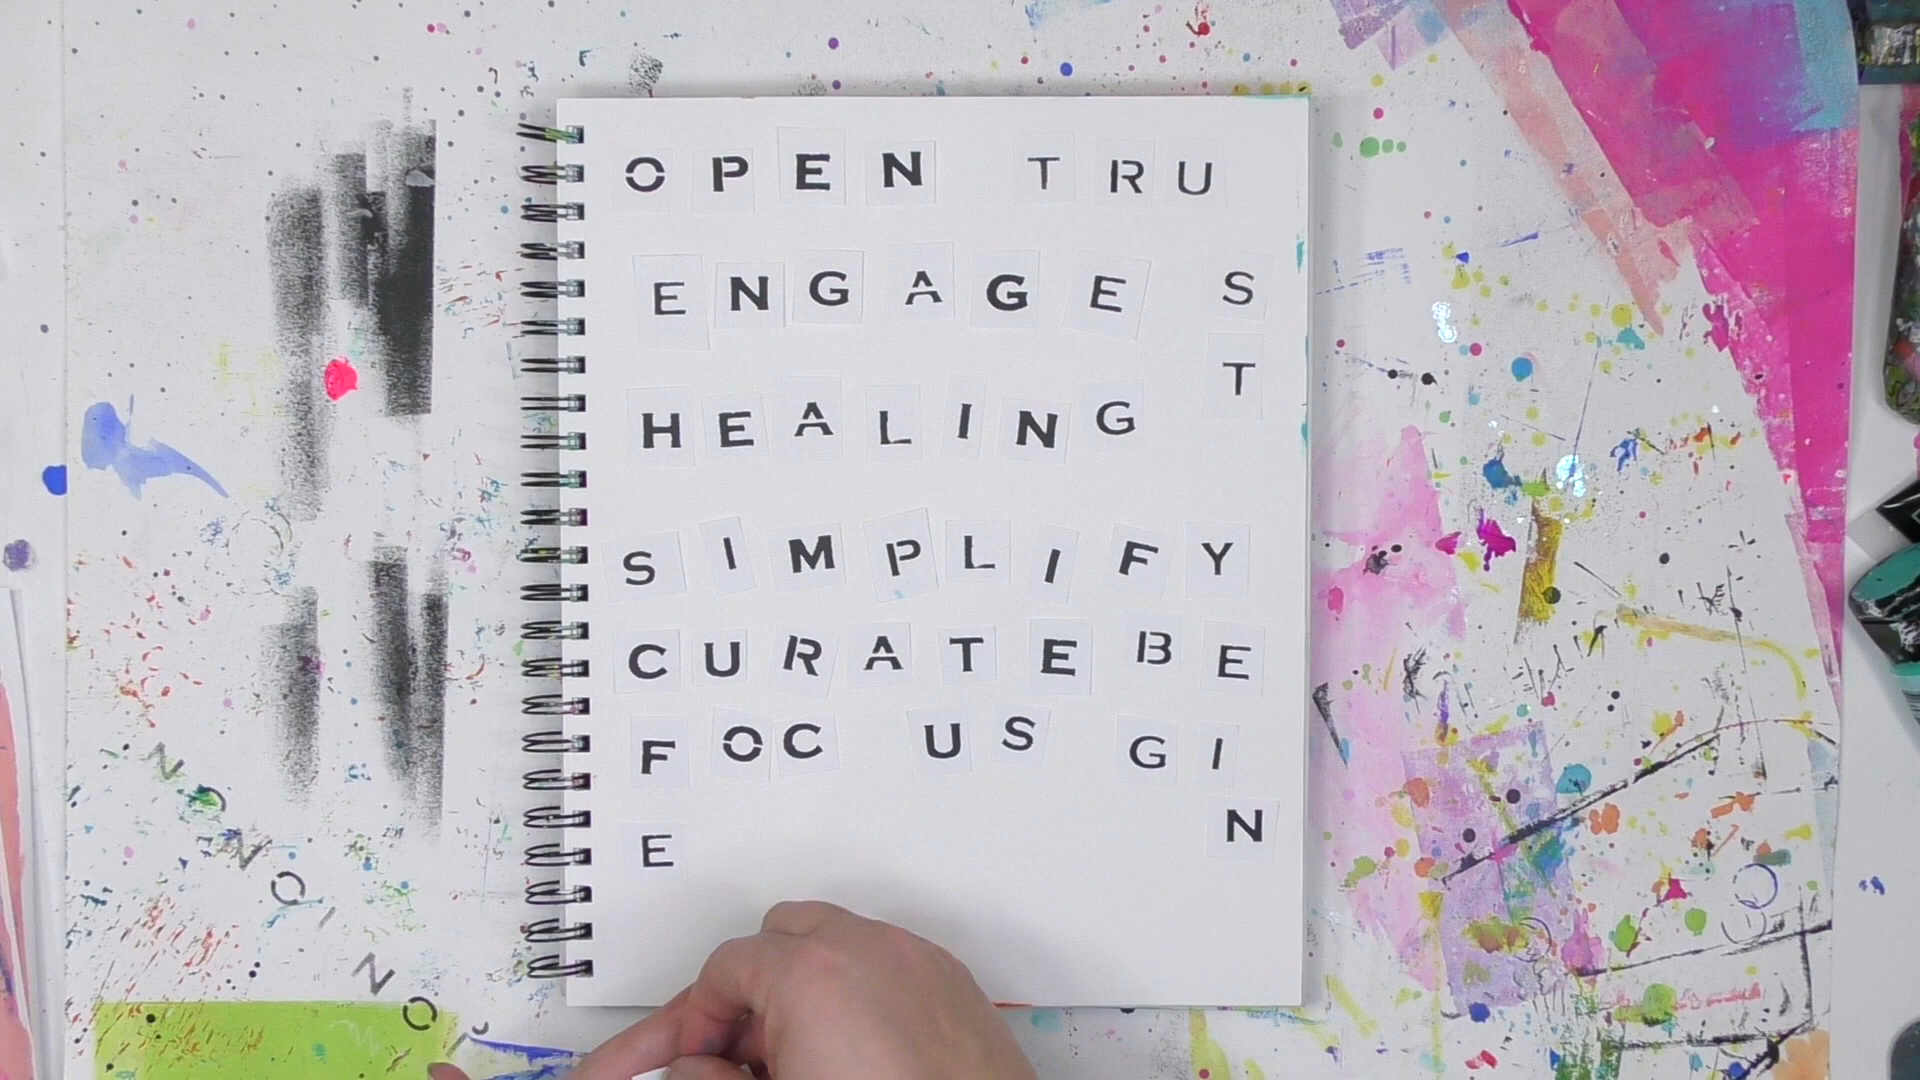 OPEN TRU
ENGAGE S
T
HEALING
SIMPLIFY
CURATE BE
FOCUS GI
N
E
N
O
N
O
I
N
O